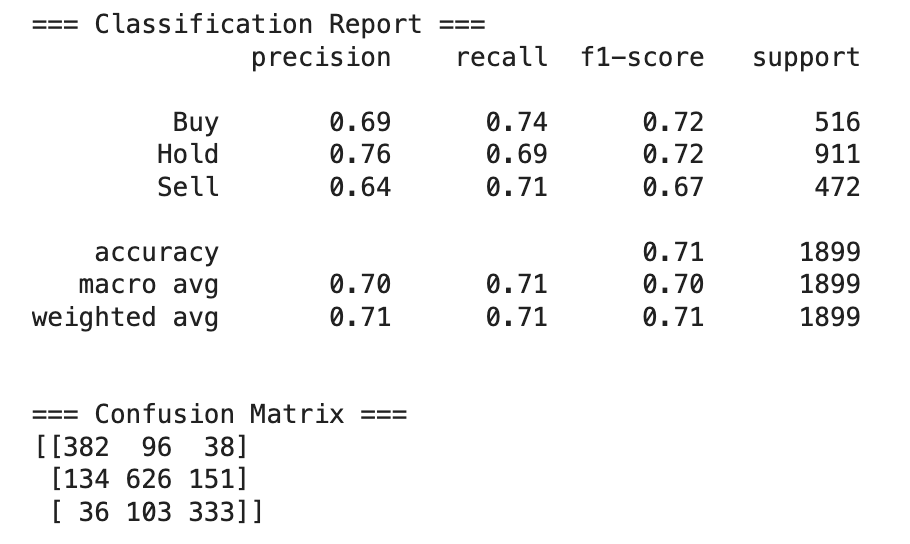 === Classification Report ===
precision recall f1-score support
Buy 0.69 0.74 0.72 516
Hold 0.76 0.69 0.72 911
Sell 0.64 0.71 0.67 472
accuracy 0.71 1899
macro avg 0.70 0.71 0.70 1899
weighted avg 0.71 0.71 0.71 1899
=== Confusion Matrix ===
[[382 96 38]
[134 626 151]
[ 36 103 333]]